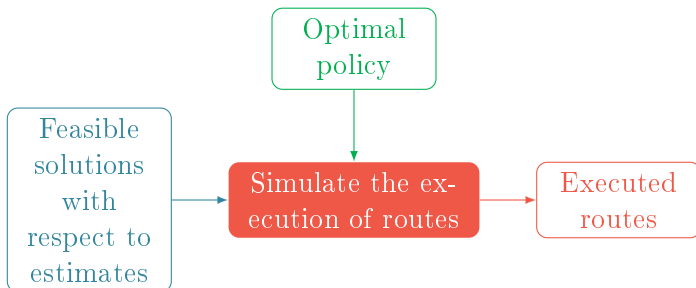 Optimal
policy
Feasible
solutions
with
respect to
estimates
Simulate the ex-
ecution of routes
Executed
routes